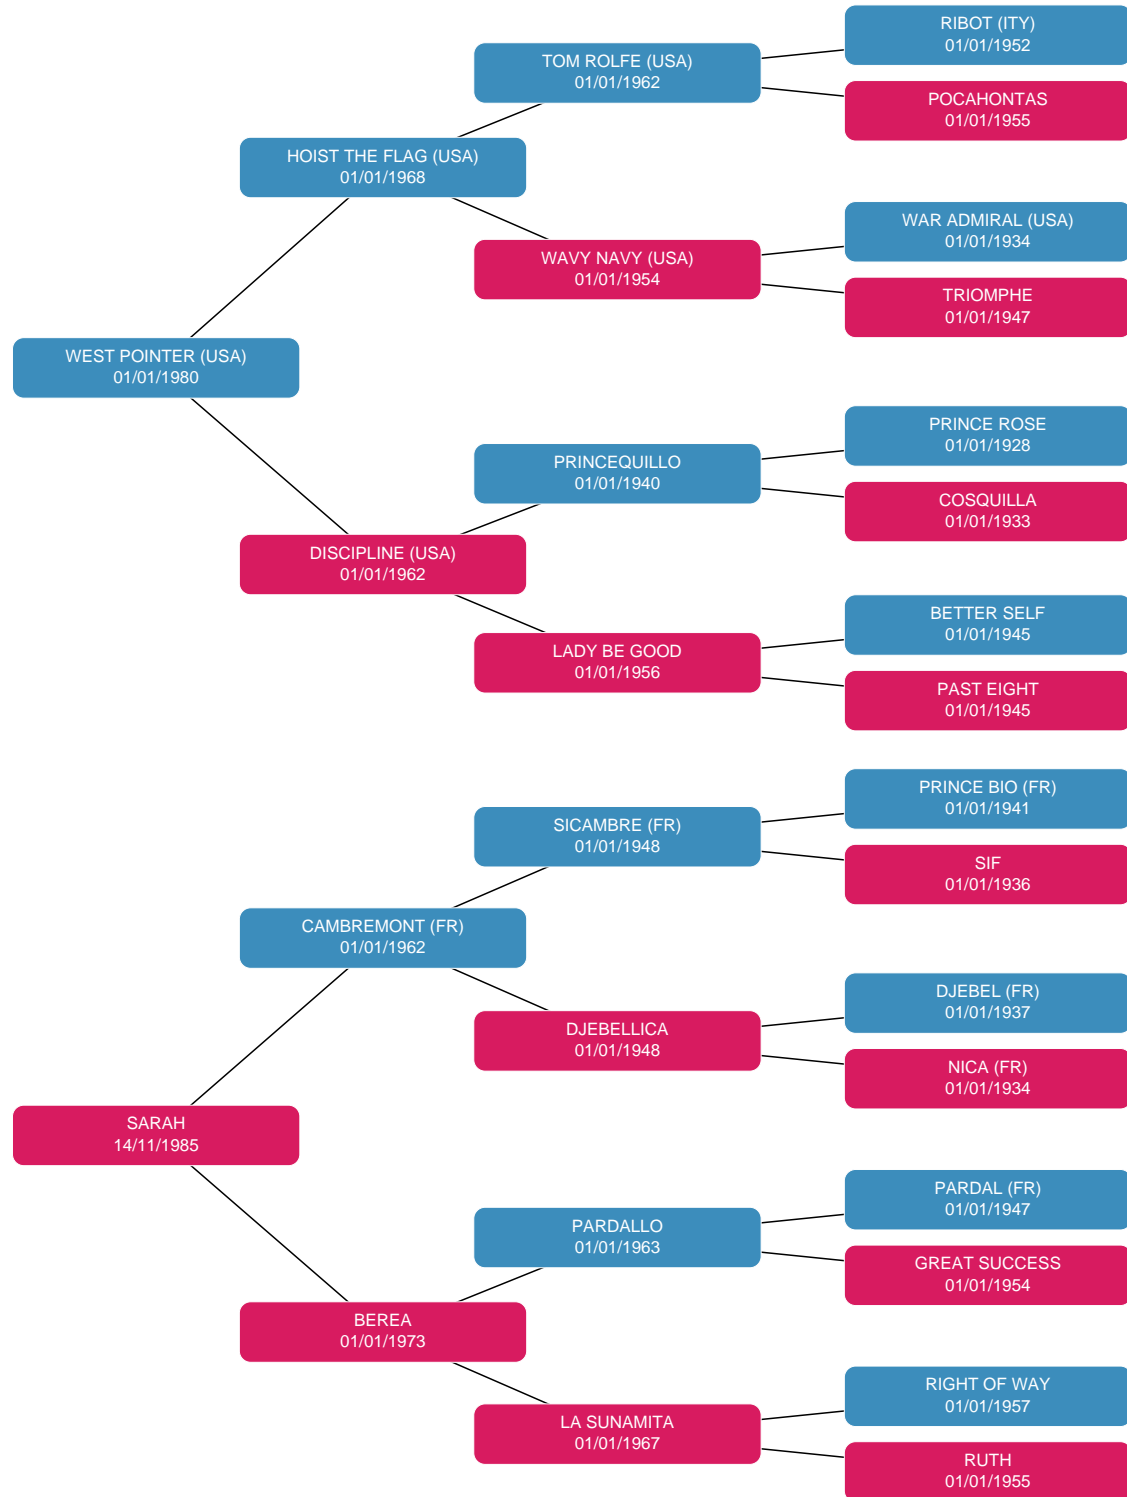 RIBOT (ITY)
01/01/1952
TOM ROLFE (USA)
01/01/1962
POCAHONTAS
01/01/1955
HOIST THE FLAG (USA)
01/01/1968
WAR ADMIRAL (USA)
01/01/1934
WAVY NAVY (USA)
01/01/1954
TRIOMPHE
01/01/1947
WEST POINTER (USA)
01/01/1980
PRINCE ROSE
01/01/1928
PRINCEQUILLO
01/01/1940
COSQUILLA
01/01/1933
DISCIPLINE (USA)
01/01/1962
BETTER SELF
01/01/1945
LADY BE GOOD
01/01/1956
PAST EIGHT
01/01/1945
PRINCE BIO (FR)
01/01/1941
SICAMBRE (FR)
01/01/1948
SIF
01/01/1936
CAMBREMONT (FR)
01/01/1962
DJEBEL (FR)
01/01/1937
DJEBELLICA
01/01/1948
NICA (FR)
01/01/1934
SARAH
14/11/1985
PARDAL (FR)
01/01/1947
PARDALLO
01/01/1963
GREAT SUCCESS
01/01/1954
BEREA
01/01/1973
RIGHT OF WAY
01/01/1957
LA SUNAMITA
01/01/1967
RUTH
01/01/1955